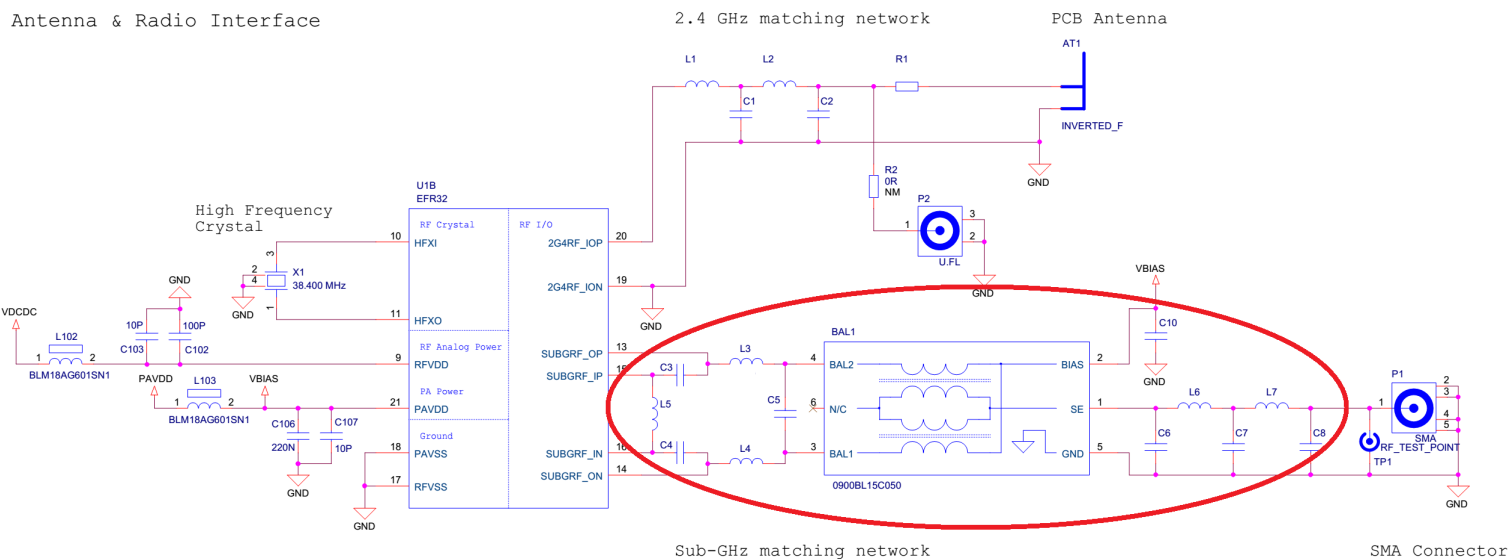 Antenna & Radio Interface
2.4 GHz matching network
PCB Antenna
AT1
L1
L2
R1
C1
C2
INVERTED_F
GND
R2
0R
NM
P2
1
3
2
U.FL
GND
U1B
EFR32
High Frequency
Crystal
RF Crystal
RF I/O
10
HFXI
2G4RF_IOP
20
3
2
4
X1
38.400 MHz
1
GND
2G4RF_ION
19
GND
11
HFXO
GND
VDCDC
10P
100P
L102
C103
C102
1
2
BLM18AG601SN1
RF Analog Power
9
RFVDD
PAVDD
VBIAS
L103
1
2
BLM18AG601SN1
PA Power
21
PAVDD
C106
220N
C107
10P
GND
Ground
18
PAVSS
17
RFVSS
GND
SUBGRF_OP
13
SUBGRF_IP
15
SUBGRF_IN
16
SUBGRF_ON
14
C3
L3
L5
C5
C4
L4
BAL1
4
BAL2
6
N/C
3
BAL1
BIAS
2
SE
1
GND
5
0900BL15C050
VBIAS
C10
GND
L6
L7
C6
C7
C8
P1
1
2
3
4
5
SMA
RF_TEST_POINT
TP1
GND
Sub-GHz matching network
SMA Connector